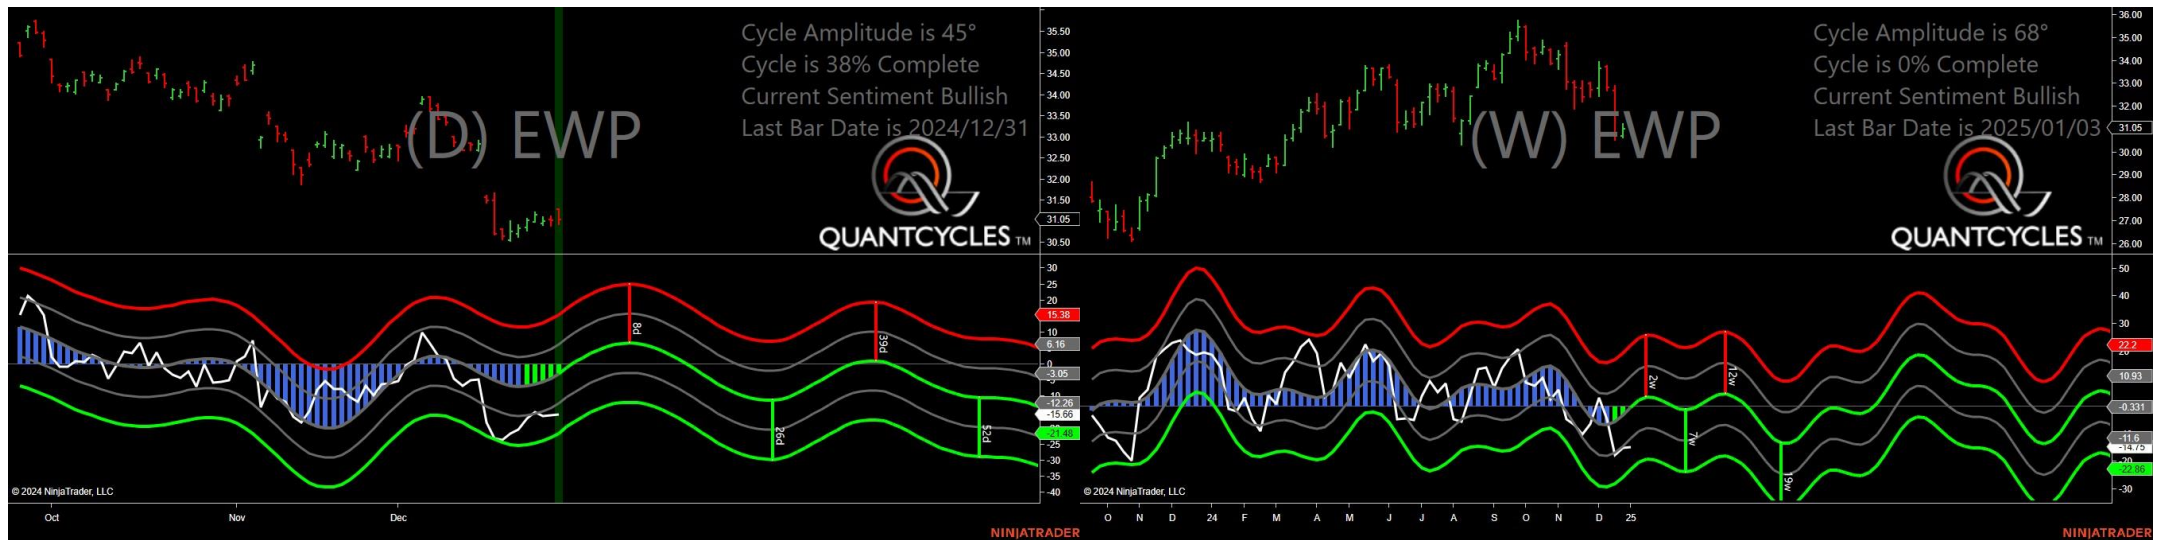 Cycle Amplitude is 45°
Cycle is 38% Complete
Current Sentiment Bullish
Last Bar Date is 2024/12/31
(D) EWP
QUANTCYCLES TM
35.50
35.00
34.50
34.00
33.50
33.00
32.50
32.00
31.50
31.05
30.50
30
25
20
15.38
10
6.16
0
-3.05
-12.26
-15.66
-21.48
-25
-30
-35
-40
8d
39d
26d
52d
© 2024 NinjaTrader, LLC
Oct Nov Dec
NINJATRADER
Cycle Amplitude is 68°
Cycle is 0% Complete
Current Sentiment Bullish
Last Bar Date is 2025/01/03
(W) EWP
QUANTCYCLES TM
36.00
35.00
34.00
33.00
32.00
31.05
30.00
29.00
28.00
27.00
26.00
50
40
30
22.2
10.93
-0.331
-11.6
-14.75
-22.86
-30
2w
12w
7w
19w
© 2024 NinjaTrader, LLC
O N D 24 F M A M J J A S O N D 25
NINJATRADER